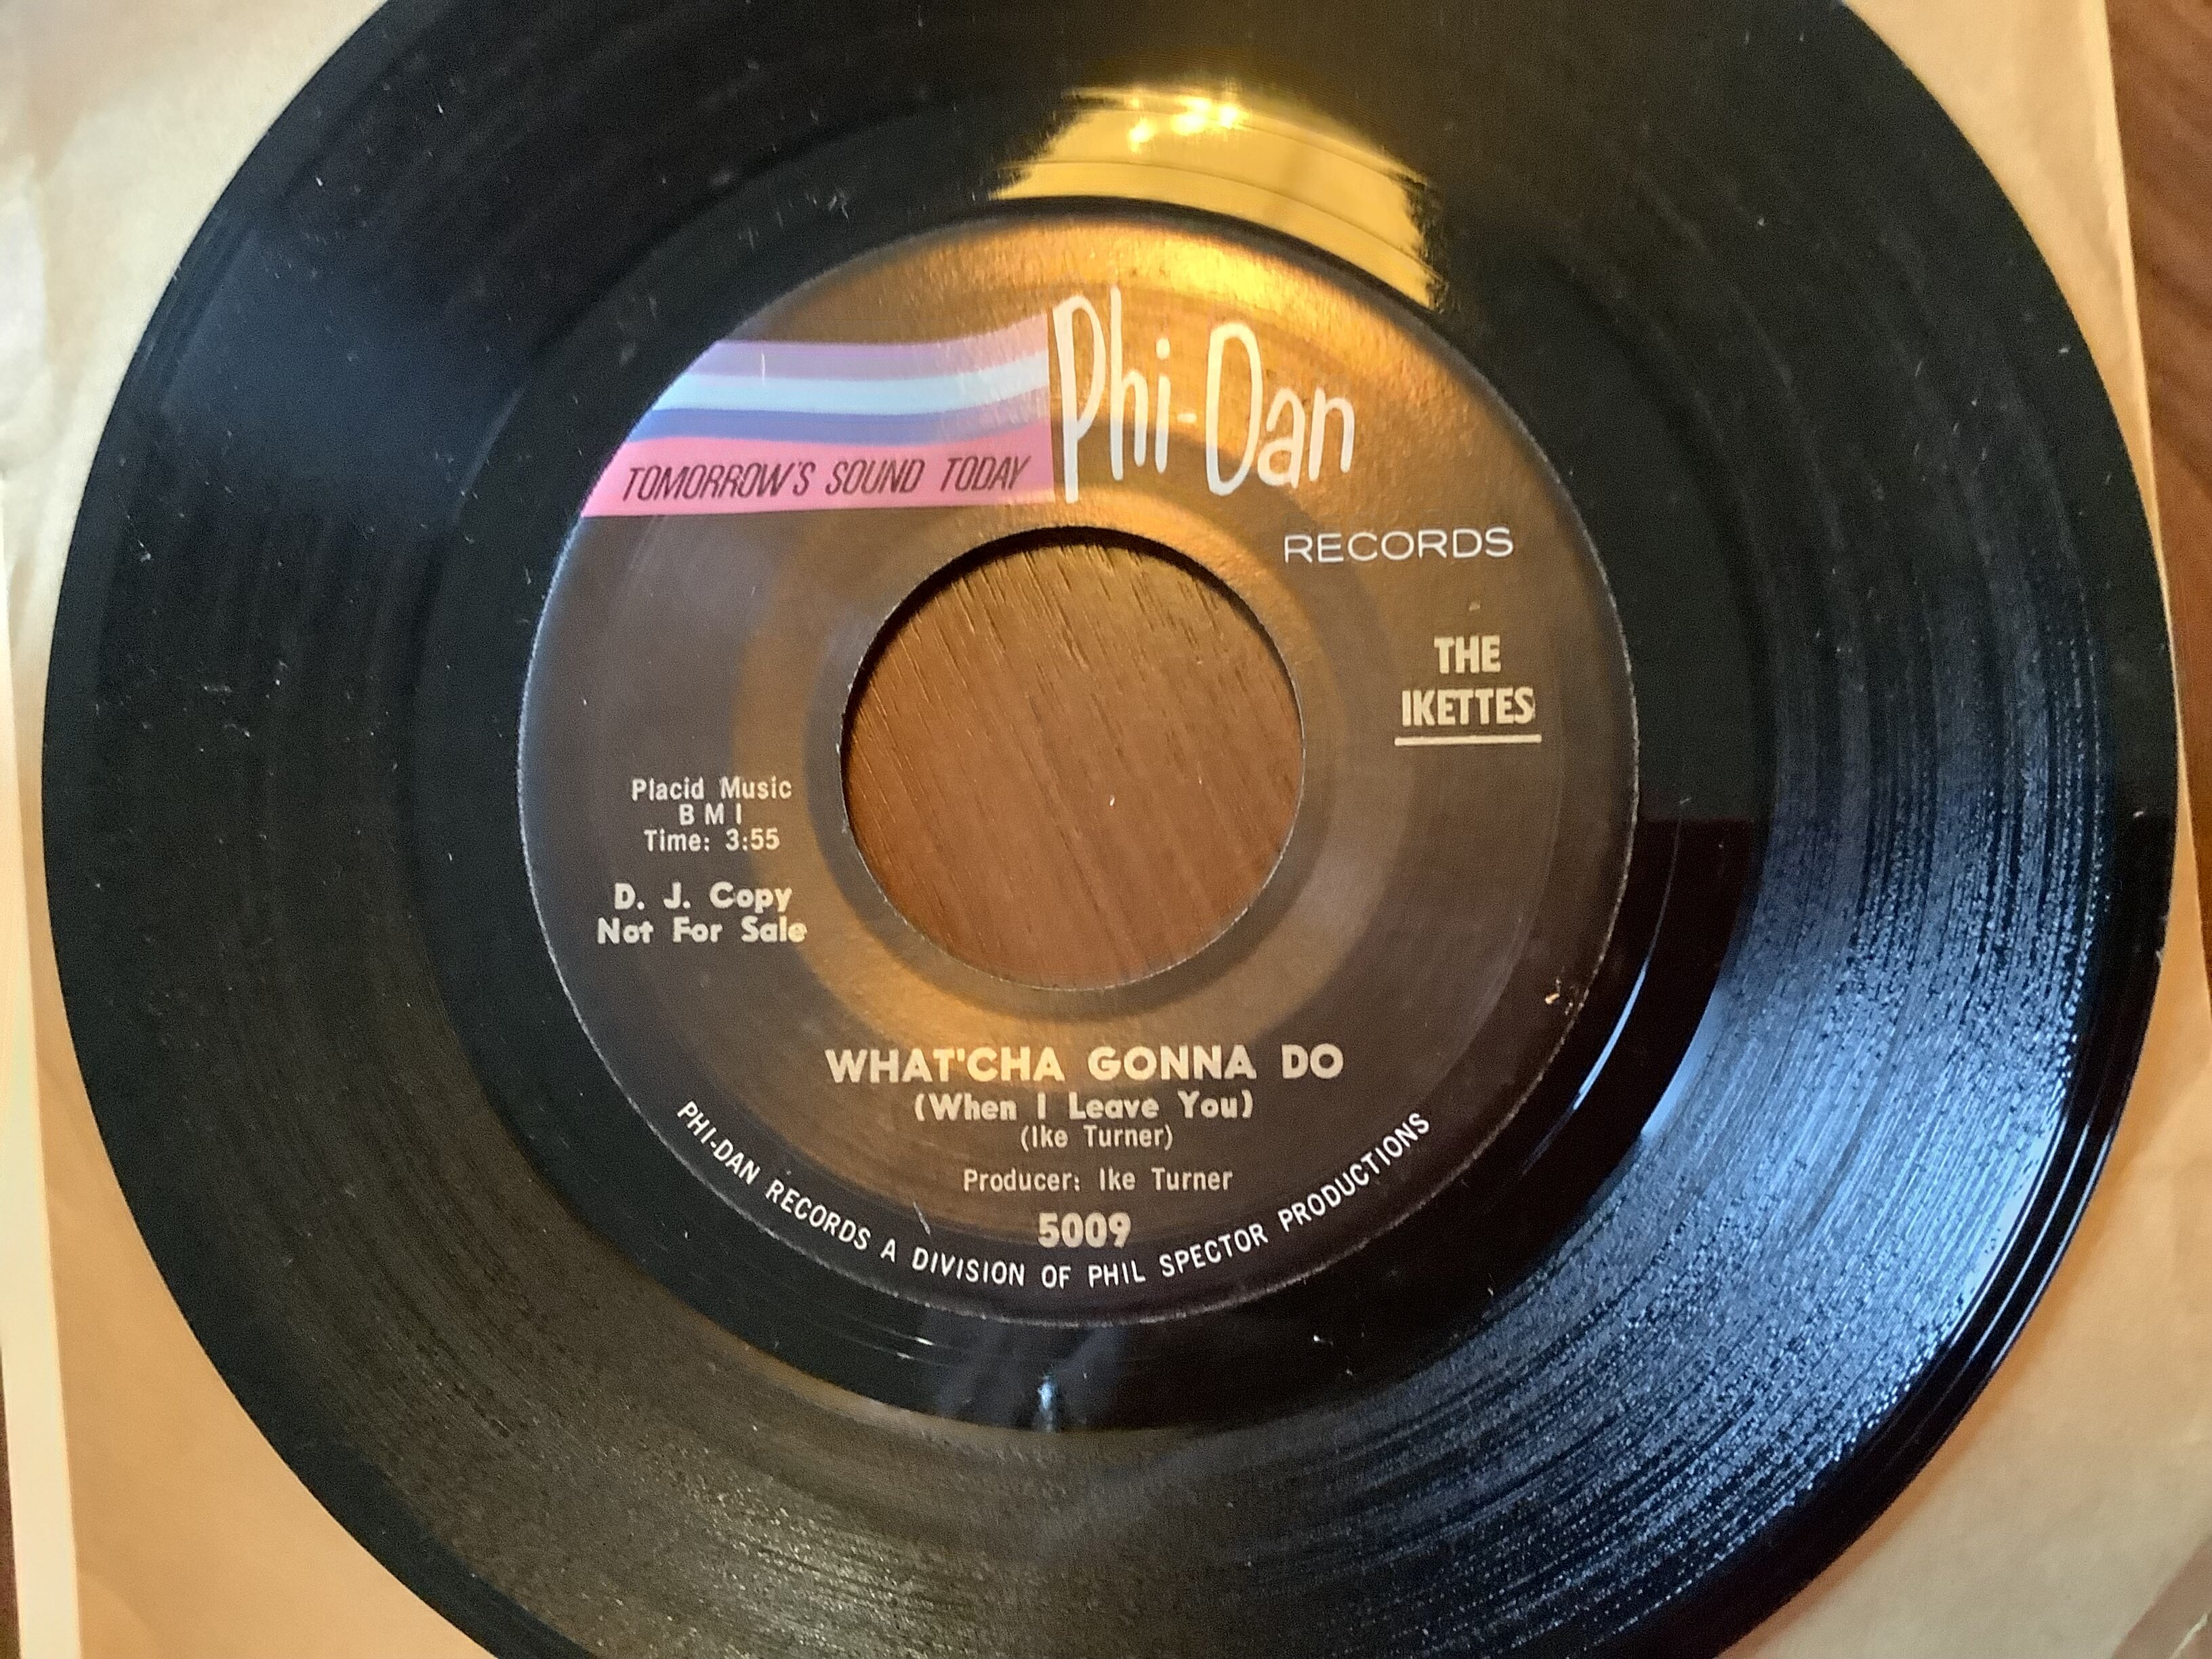 Phi-Dan
TOMORROW'S SOUND TODAY
RECORDS
THE
IKETTES
Placid Music
B M I
Time: 3:55
D. J. Copy
Not For Sale
WHAT'CHA GONNA DO
(When I Leave You)
(Ike Turner)
Producer: Ike Turner
5009
PHI-DAN RECORDS A DIVISION OF PHIL SPECTOR PRODUCTIONS